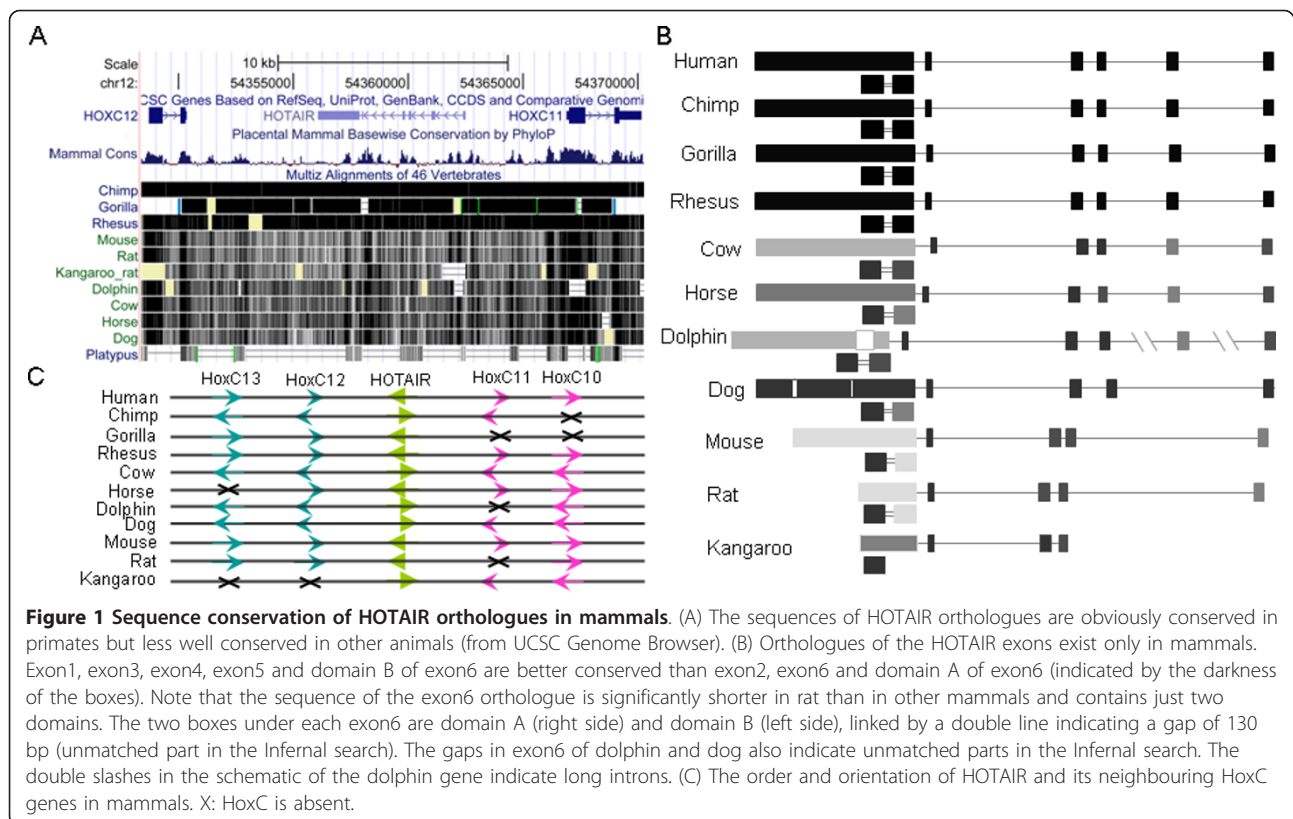 A
Scale
10 kb
chr12:
54355000
54360000
54365000
54370000
CSC Genes Based on RefSeq, UniProt, GenBank, CCDS and Comparative Genomi
HOXC12
HOTAIR
HOXC11
Placental Mammal Basewise Conservation by PhyloP
Mammal Cons
Multiz Alignments of 46 Vertebrates
Chimp
Gorilla
Rhesus
Mouse
Rat
Kangaroo_rat
Dolphin
Cow
Horse
Dog
Platypus
C
HoxC13 HoxC12 HOTAIR HoxC11 HoxC10
Human
Chimp
Gorilla
Rhesus
Cow
Horse
Dolphin
Dog
Mouse
Rat
Kangaroo
B
Human
Chimp
Gorilla
Rhesus
Cow
Horse
Dolphin
Dog
Mouse
Rat
Kangaroo
Figure 1 Sequence conservation of HOTAIR orthologues in mammals. (A) The sequences of HOTAIR orthologues are obviously conserved in
primates but less well conserved in other animals (from UCSC Genome Browser). (B) Orthologues of the HOTAIR exons exist only in mammals.
Exon1, exon3, exon4, exon5 and domain B of exon6 are better conserved than exon2, exon6 and domain A of exon6 (indicated by the darkness
of the boxes). Note that the sequence of the exon6 orthologue is significantly shorter in rat than in other mammals and contains just two
domains. The two boxes under each exon6 are domain A (right side) and domain B (left side), linked by a double line indicating a gap of 130
bp (unmatched part in the Infernal search). The gaps in exon6 of dolphin and dog also indicate unmatched parts in the Infernal search. The
double slashes in the schematic of the dolphin gene indicate long introns. (C) The order and orientation of HOTAIR and its neighbouring HoxC
genes in mammals. X: HoxC is absent.